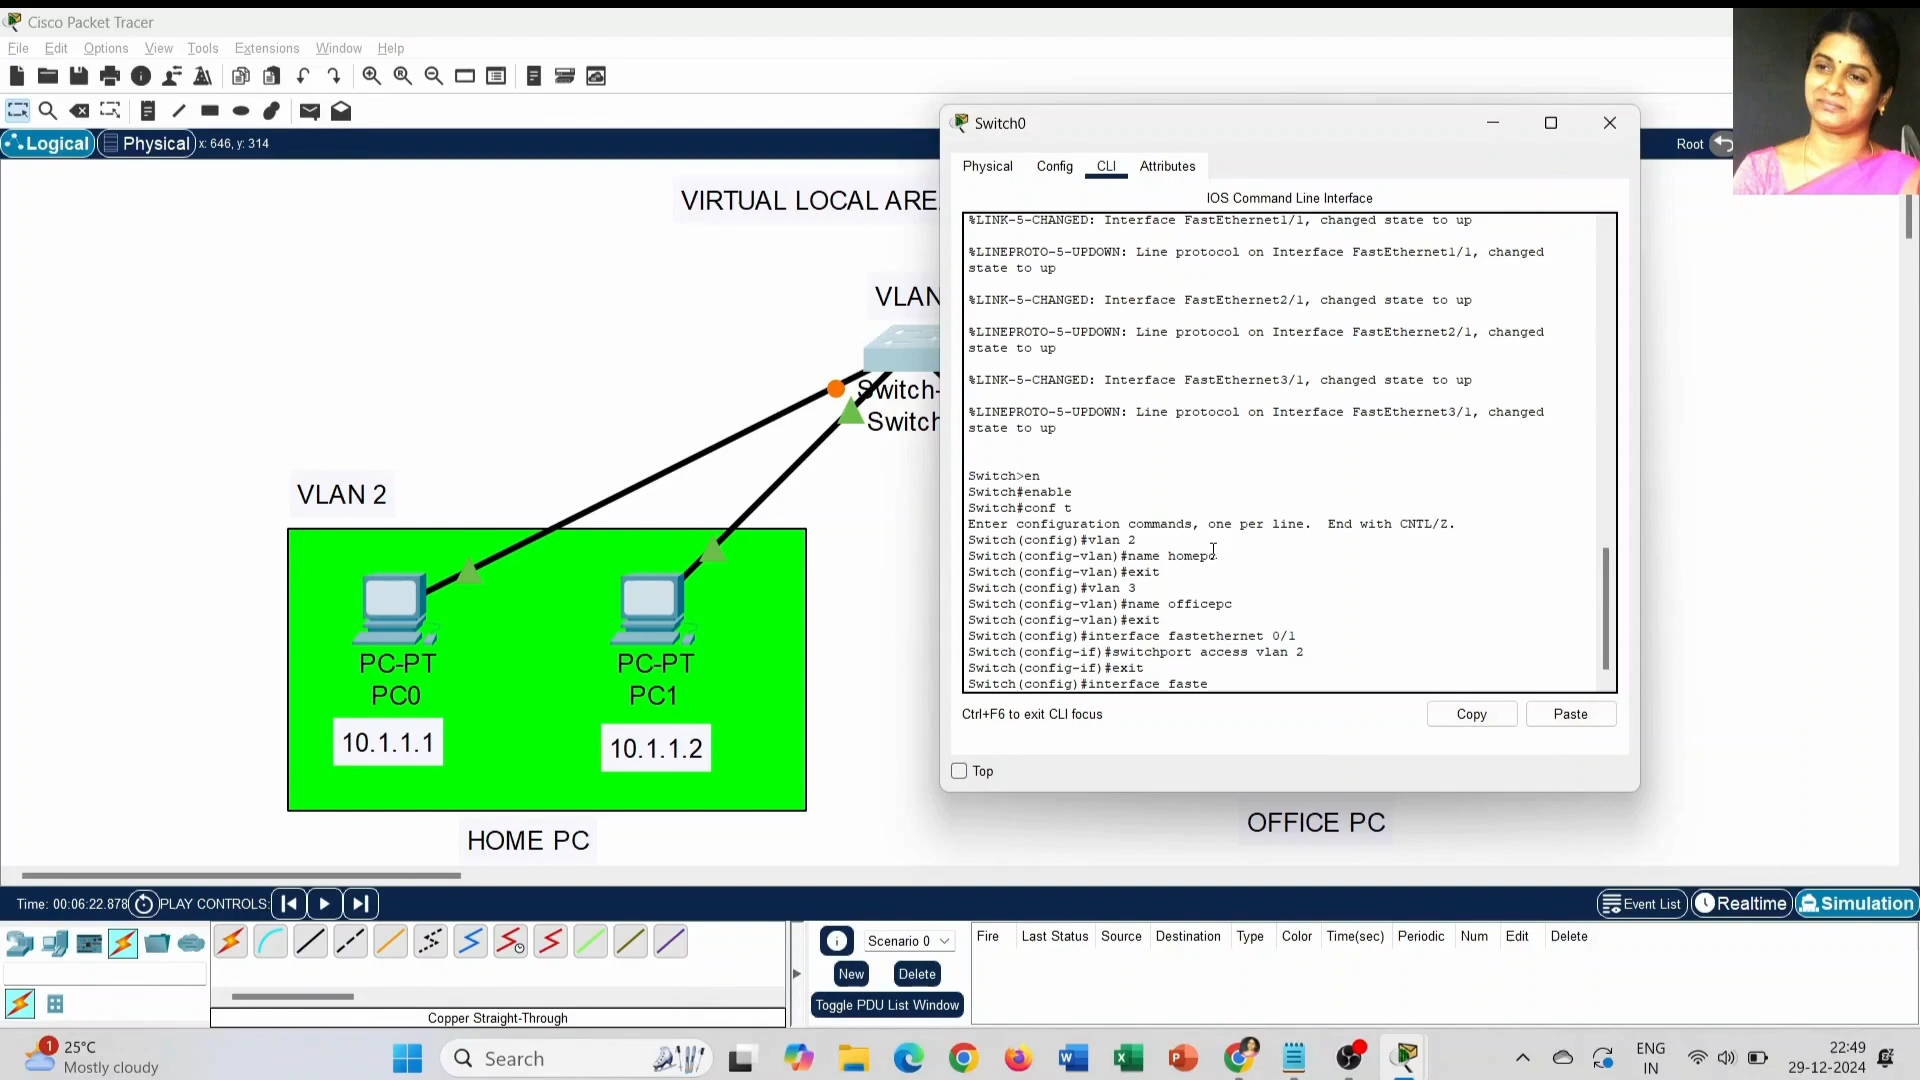 Cisco Packet Tracer
File Edit Options View Tools Extensions Window Help
Logical Physical x: 646, y: 314
Root
VIRTUAL LOCAL ARE
VLAN
Switch-
Switch
VLAN 2
PC-PT
PC0
10.1.1.1
PC-PT
PC1
10.1.1.2
HOME PC
OFFICE PC
Switch0
Physical Config CLI Attributes
IOS Command Line Interface
%LINK-5-CHANGED: Interface FastEthernet1/1, changed state to up
%LINEPROTO-5-UPDOWN: Line protocol on Interface FastEthernet1/1, changed
state to up
%LINK-5-CHANGED: Interface FastEthernet2/1, changed state to up
%LINEPROTO-5-UPDOWN: Line protocol on Interface FastEthernet2/1, changed
state to up
%LINK-5-CHANGED: Interface FastEthernet3/1, changed state to up
%LINEPROTO-5-UPDOWN: Line protocol on Interface FastEthernet3/1, changed
state to up
Switch>en
Switch#enable
Switch#conf t
Enter configuration commands, one per line. End with CNTL/Z.
Switch(config)#vlan 2
Switch(config-vlan)#name homepc
Switch(config-vlan)#exit
Switch(config)#vlan 3
Switch(config-vlan)#name officepc
Switch(config-vlan)#exit
Switch(config)#interface fastethernet 0/1
Switch(config-if)#switchport access vlan 2
Switch(config-if)#exit
Switch(config)#interface faste
Ctrl+F6 to exit CLI focus
Copy Paste
Top
Time: 00:06:22.878 PLAY CONTROLS:
Event List Realtime Simulation
Scenario 0
New Delete
Toggle PDU List Window
Fire Last Status Source Destination Type Color Time(sec) Periodic Num Edit Delete
Copper Straight-Through
1
25°C
Mostly cloudy
Search
ENG
IN
22:49
29-12-2024